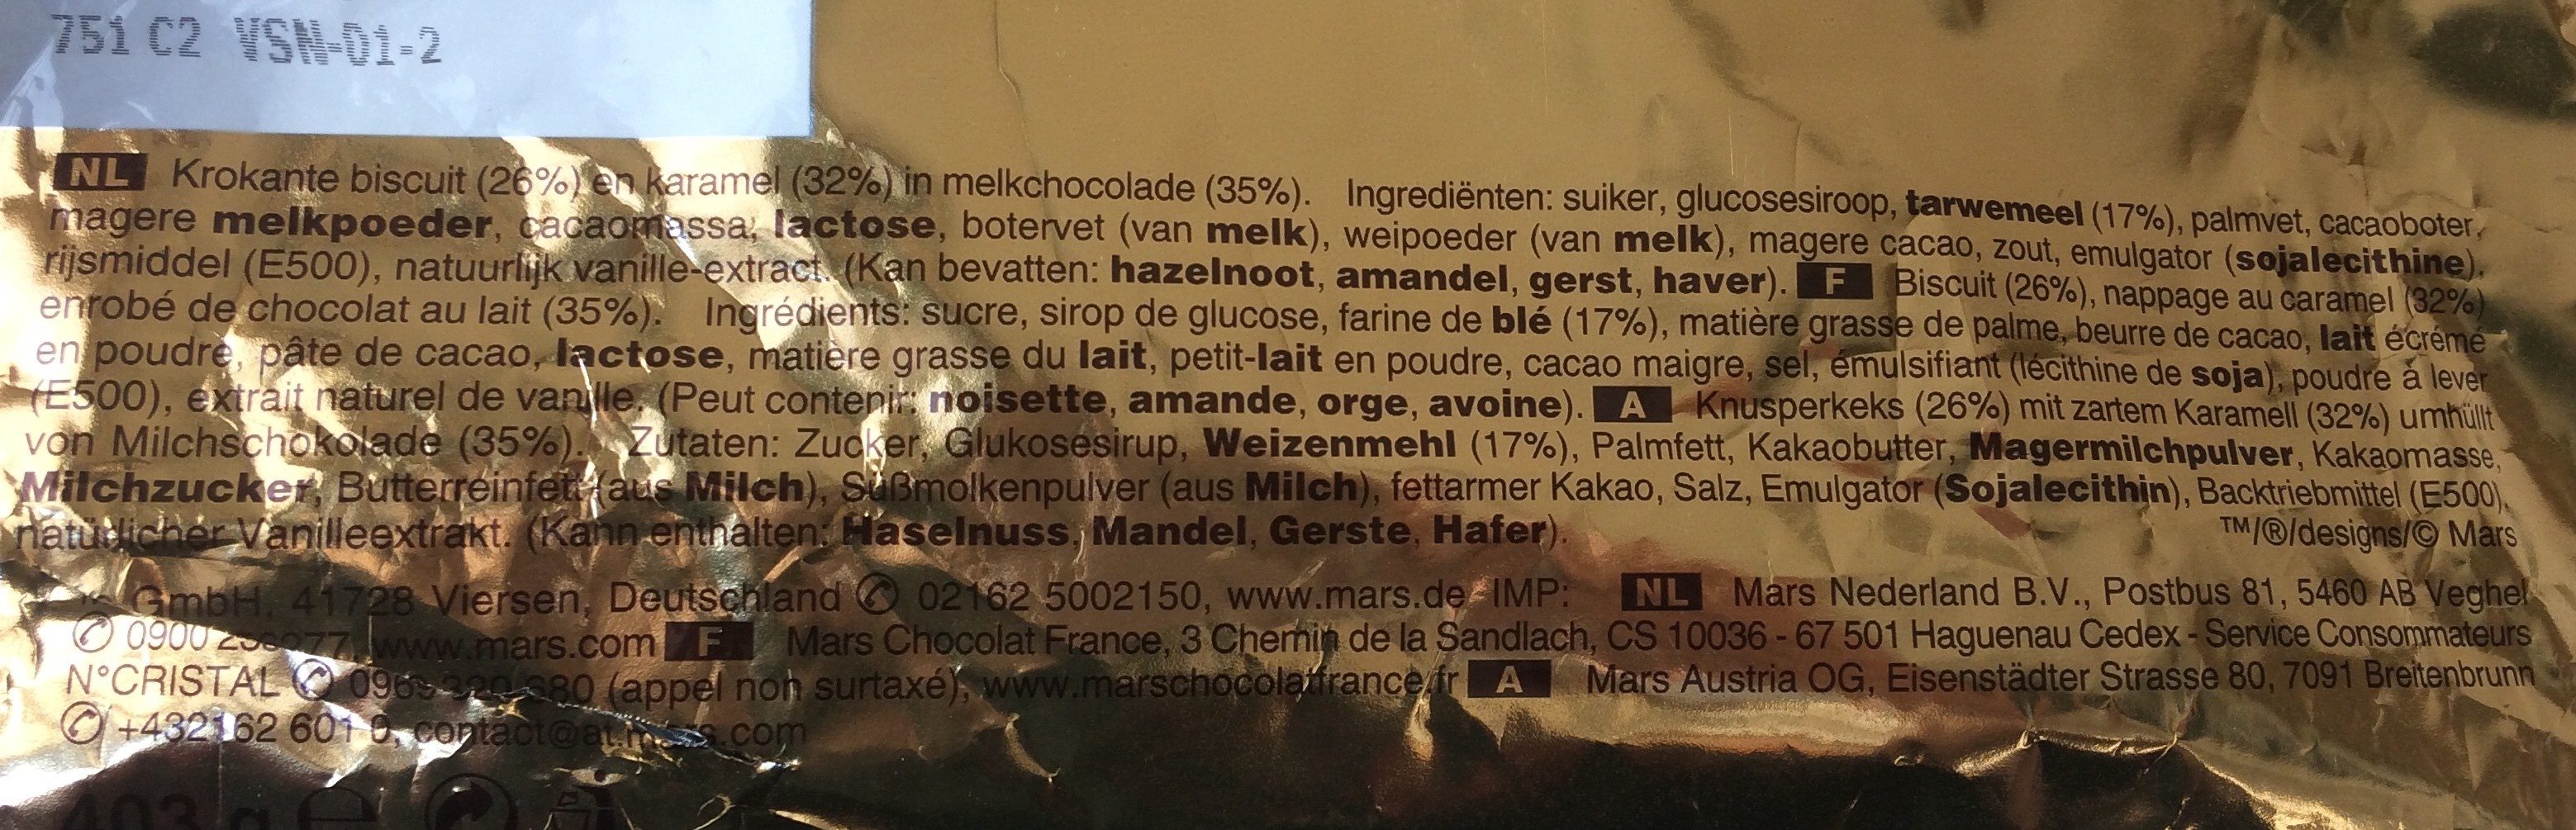 751 C2 VSN-01-2
NL Krokante biscuit (26%) en karamel (32%) in melkchocolade (35%). Ingrediënten: suiker, glucosesiroop, tarwemeel (17%), palmvet, cacaoboter,
magere melkpoeder, cacaomassa, lactose, botervet (van melk), weipoeder (van melk), magere cacao, zout, emulgator (sojalecithine),
rijsmiddel (E500), natuurlijk vanille-extract. (Kan bevatten: hazelnoot, amandel, gerst, haver). F Biscuit (26%), nappage au caramel (32%)
enrobé de chocolat au lait (35%). Ingrédients: sucre, sirop de glucose, farine de blé (17%), matière grasse de palme, beurre de cacao, lait écrémé
en poudre, pâte de cacao, lactose, matière grasse du lait, petit-lait en poudre, cacao maigre, sel, émulsifiant (lécithine de soja), poudre à lever
(E500), extrait naturel de vanille. (Peut contenir: noisette, amande, orge, avoine). A Knusperkeks (26%) mit zartem Karamell (32%) umhüllt
von Milchschokolade (35%). Zutaten: Zucker, Glukosesirup, Weizenmehl (17%), Palmfett, Kakaobutter, Magermilchpulver, Kakaomasse,
Milchzucker, Butterreinfett (aus Milch), Süßmolkenpulver (aus Milch), fettarmer Kakao, Salz, Emulgator (Sojalecithin), Backtriebmittel (E500),
natürlicher Vanilleextrakt. (Kann enthalten: Haselnuss, Mandel, Gerste, Hafer).
™/®/designs/© Mars
GmbH, 41728 Viersen, Deutschland ✆ 02162 5002150, www.mars.de IMP: NL Mars Nederland B.V., Postbus 81, 5460 AB Veghel
✆ 0900 www.mars.com F Mars Chocolat France, 3 Chemin de la Sandlach, CS 10036 - 67 501 Haguenau Cedex - Service Consommateurs
N°CRISTAL ✆ (appel non surtaxé), www.marschocolatfrance.fr A Mars Austria OG, Eisenstädter Strasse 80, 7091 Breitenbrunn
✆ +432162 601 0, contact@at.mars.com
403 g